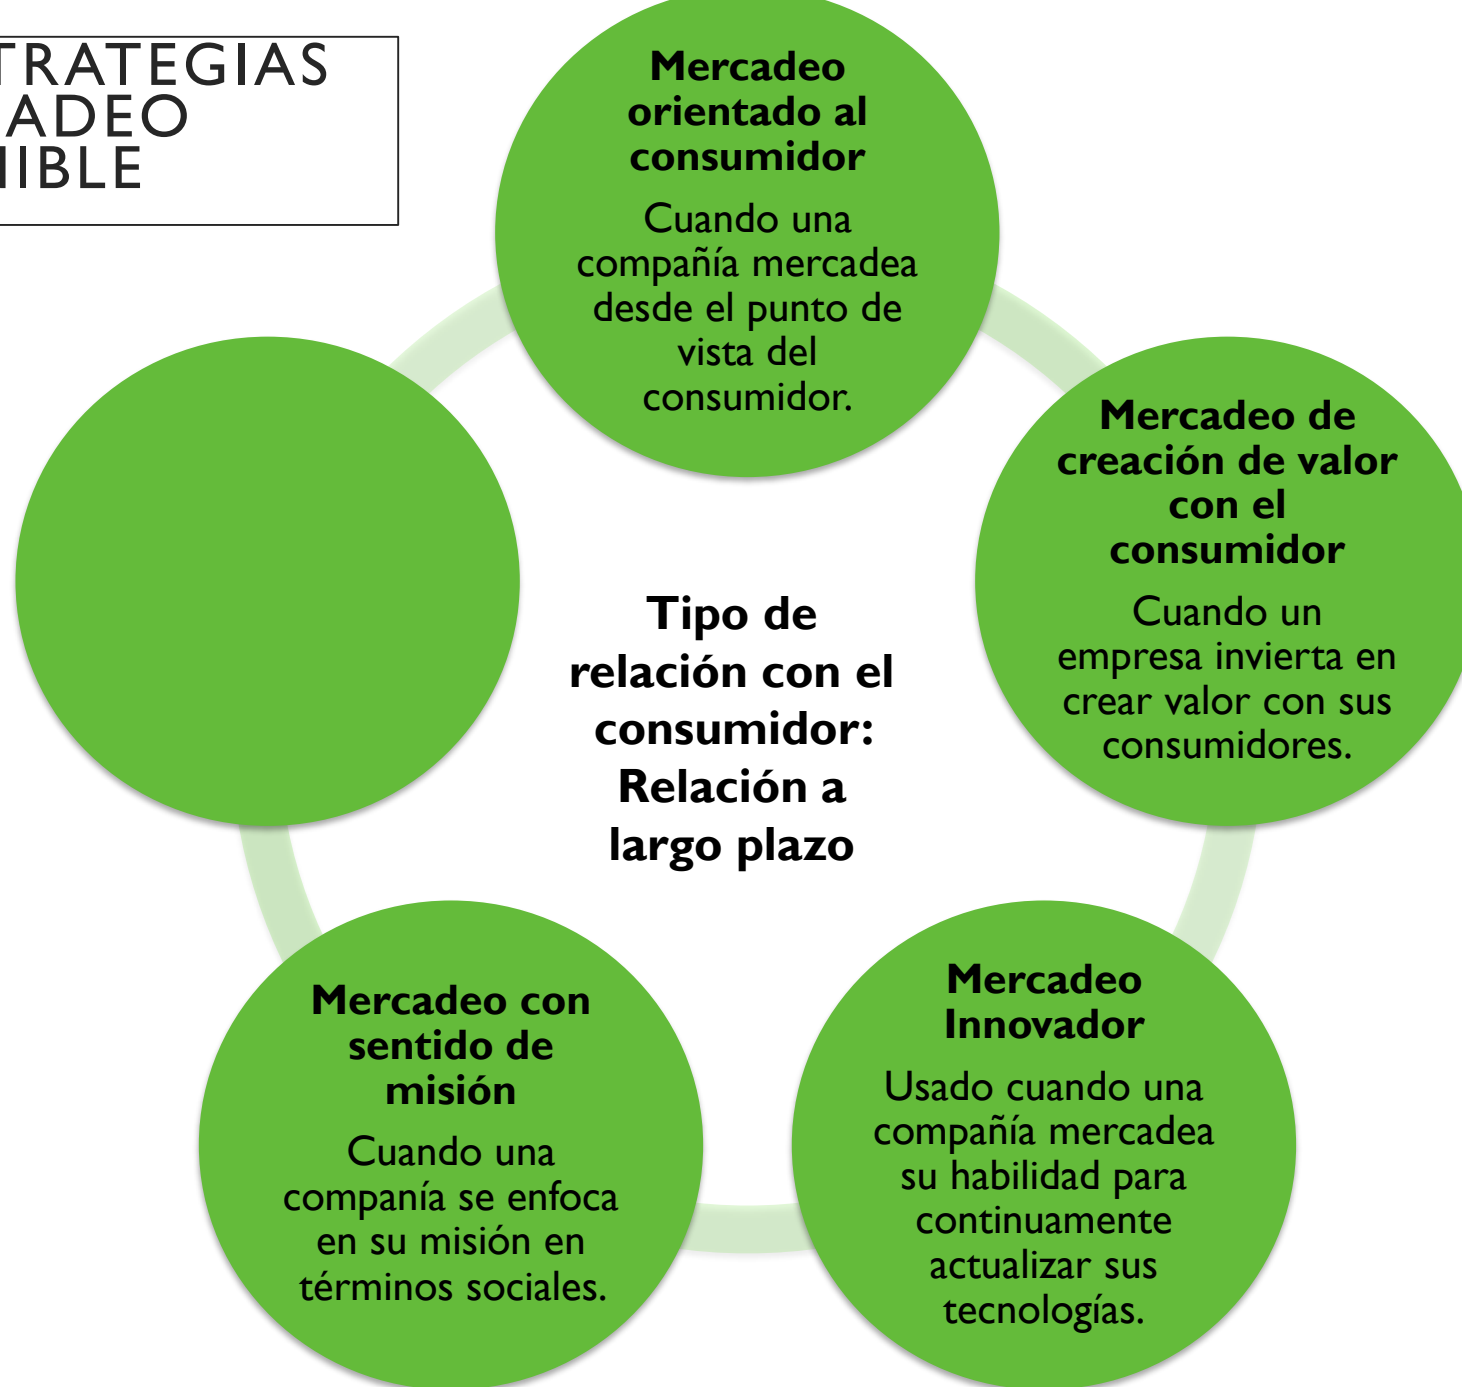 TRATEGIAS
ADEO
IBLE
Mercadeo
orientado al
consumidor
Cuando una
compañía mercadea
desde el punto de
vista del
consumidor.
Mercadeo de
creación de valor
con el
consumidor
Cuando un
empresa invierta en
crear valor con sus
consumidores.
Tipo de
relación con el
consumidor:
Relación a
largo plazo
Mercadeo con
sentido de
misión
Cuando una
companía se enfoca
en su misión en
términos sociales.
Mercadeo
Innovador
Usado cuando una
compañía mercadea
su habilidad para
continuamente
actualizar sus
tecnologías.